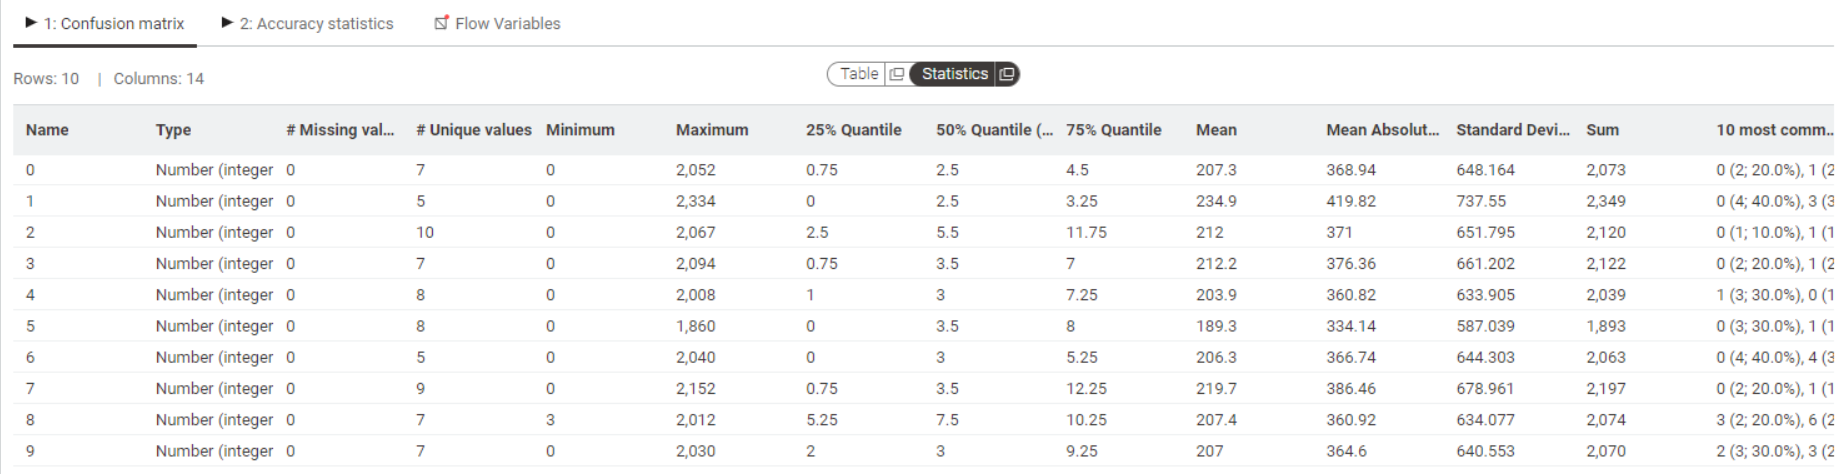 1: Confusion matrix 2: Accuracy statistics Flow Variables
Rows: 10 | Columns: 14 Table Statistics
Name Type # Missing val... # Unique values Minimum Maximum 25% Quantile 50% Quantile (... 75% Quantile Mean Mean Absolut... Standard Devi... Sum 10 most comm...
0 Number (integer 0 7 0 2,052 0.75 2.5 4.5 207.3 368.94 648.164 2,073 0 (2; 20.0%), 1 (2
1 Number (integer 0 5 0 2,334 0 2.5 3.25 234.9 419.82 737.55 2,349 0 (4; 40.0%), 3 (3
2 Number (integer 0 10 0 2,067 2.5 5.5 11.75 212 371 651.795 2,120 0 (1; 10.0%), 1 (1
3 Number (integer 0 7 0 2,094 0.75 3.5 7 212.2 376.36 661.202 2,122 0 (2; 20.0%), 1 (2
4 Number (integer 0 8 0 2,008 1 3 7.25 203.9 360.82 633.905 2,039 1 (3; 30.0%), 0 (1
5 Number (integer 0 8 0 1,860 0 3.5 8 189.3 334.14 587.039 1,893 0 (3; 30.0%), 1 (1
6 Number (integer 0 5 0 2,040 0 3 5.25 206.3 366.74 644.303 2,063 0 (4; 40.0%), 4 (3
7 Number (integer 0 9 0 2,152 0.75 3.5 12.25 219.7 386.46 678.961 2,197 0 (2; 20.0%), 1 (1
8 Number (integer 0 7 3 2,012 5.25 7.5 10.25 207.4 360.92 634.077 2,074 3 (2; 20.0%), 6 (2
9 Number (integer 0 7 0 2,030 2 3 9.25 207 364.6 640.553 2,070 2 (3; 30.0%), 3 (2